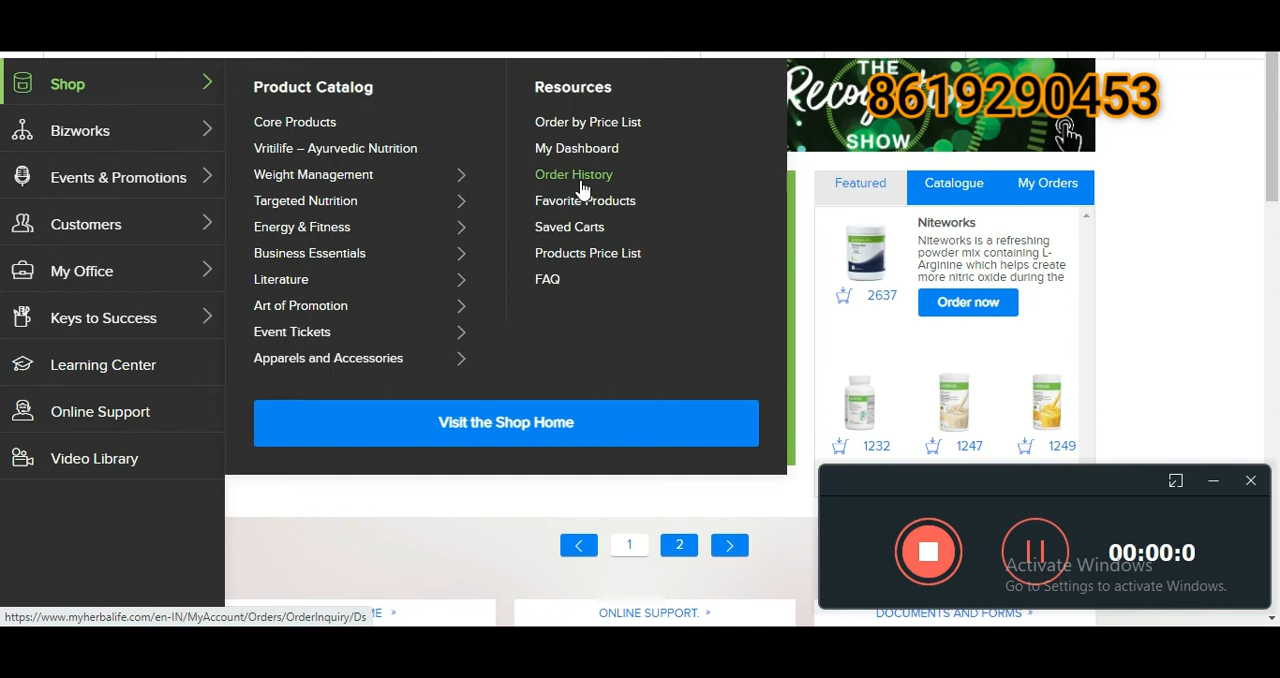 THE
8619290453
SHOW
Shop
Bizworks
Events & Promotions
Customers
My Office
Keys to Success
Learning Center
Online Support
Video Library
Product Catalog
Core Products
Vritilife – Ayurvedic Nutrition
Weight Management
Targeted Nutrition
Energy & Fitness
Business Essentials
Literature
Art of Promotion
Event Tickets
Apparels and Accessories
Resources
Order by Price List
My Dashboard
Order History
Favorite Products
Saved Carts
Products Price List
FAQ
Visit the Shop Home
Featured Catalogue My Orders
Niteworks
Niteworks is a refreshing
powder mix containing L-
Arginine which helps create
more nitric oxide during the
2637
Order now
1232 1247 1249
00:00:0
Activate Windows
Go to Settings to activate Windows.
1 2
ONLINE SUPPORT. »
DOCUMENTS AND FORMS »
https://www.myherbalife.com/en-IN/MyAccount/Orders/OrderInquiry/Ds